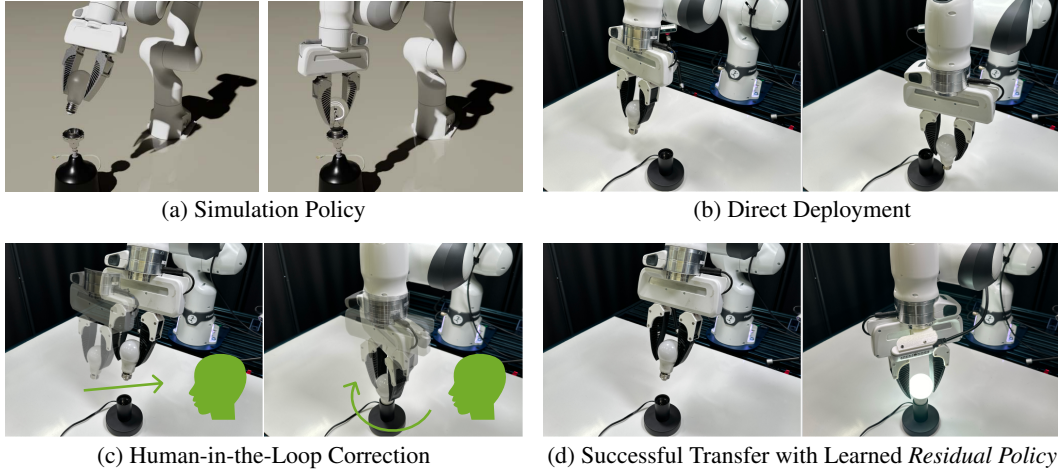 (a) Simulation Policy
(b) Direct Deployment
(c) Human-in-the-Loop Correction
(d) Successful Transfer with Learned Residual Policy